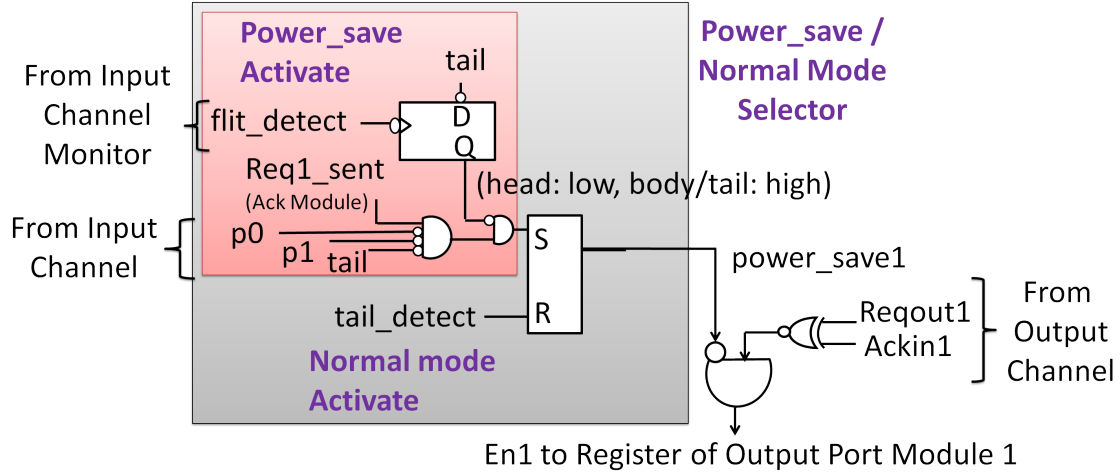 Power_save
Activate
tail
Power_save /
Normal Mode
Selector
From Input
Channel
Monitor
flit_detect
D
Q
Req1_sent
(Ack Module)
(head: low, body/tail: high)
From Input
Channel
p0
p1
tail
S
R
power_save1
tail_detect
Reqout1
Ackin1
From
Output
Channel
Normal mode
Activate
En1 to Register of Output Port Module 1